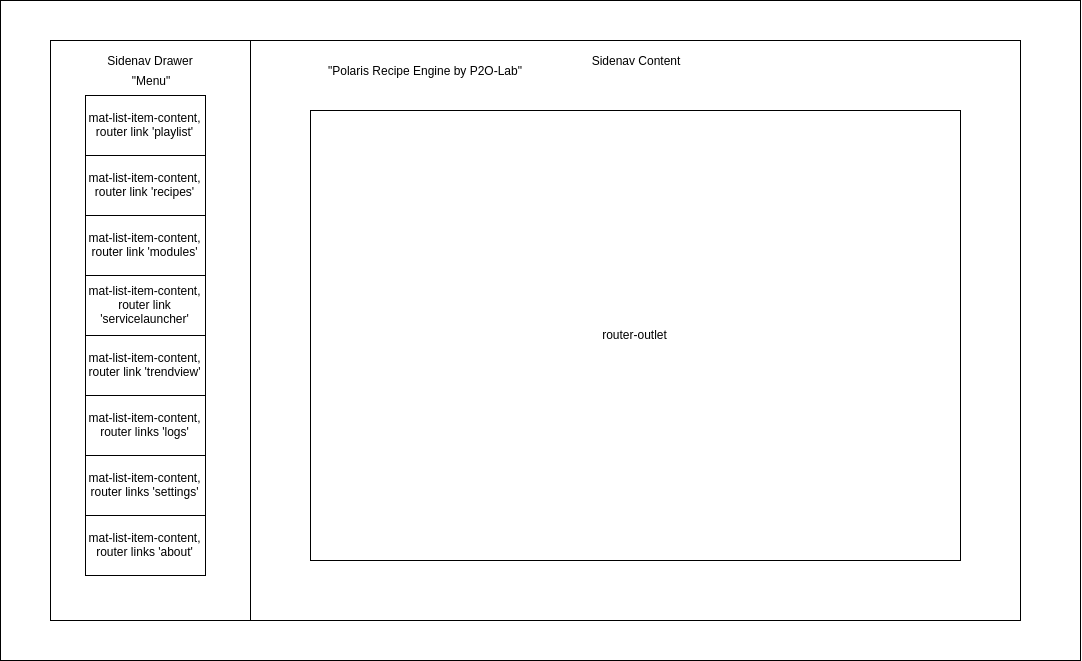 Sidenav Drawer
"Menu"
mat-list-item-content,
router link 'playlist'
mat-list-item-content,
router link 'recipes'
mat-list-item-content,
router link 'modules'
mat-list-item-content,
router link
'servicelauncher'
mat-list-item-content,
router link 'trendview'
mat-list-item-content,
router links 'logs'
mat-list-item-content,
router links 'settings'
mat-list-item-content,
router links 'about'
Sidenav Content
"Polaris Recipe Engine by P2O-Lab"
router-outlet